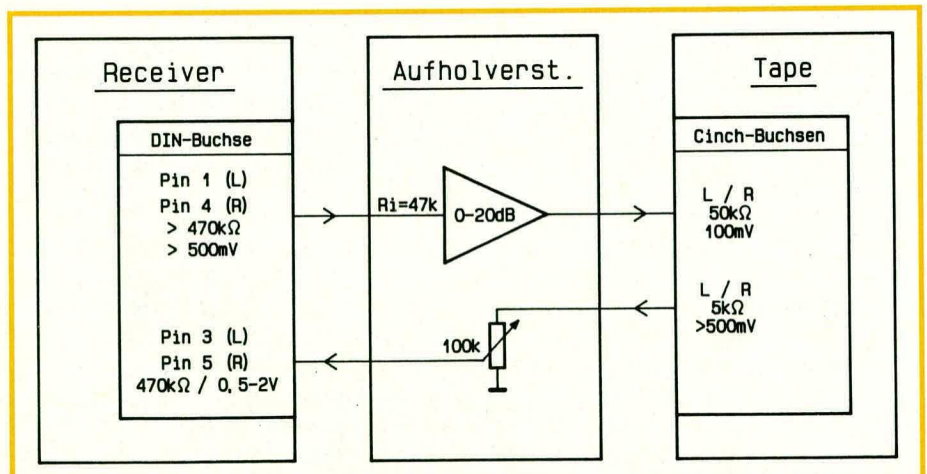 Receiver
DIN-Buchse
Pin 1 (L)
Pin 4 (R)
> 470kΩ
> 500mV
Pin 3 (L)
Pin 5 (R)
470kΩ / 0,5-2V
Aufholverst.
Ri=47k
0-20dB
100k
Tape
Cinch-Buchsen
L / R
50kΩ
100mV
L / R
5kΩ
>500mV